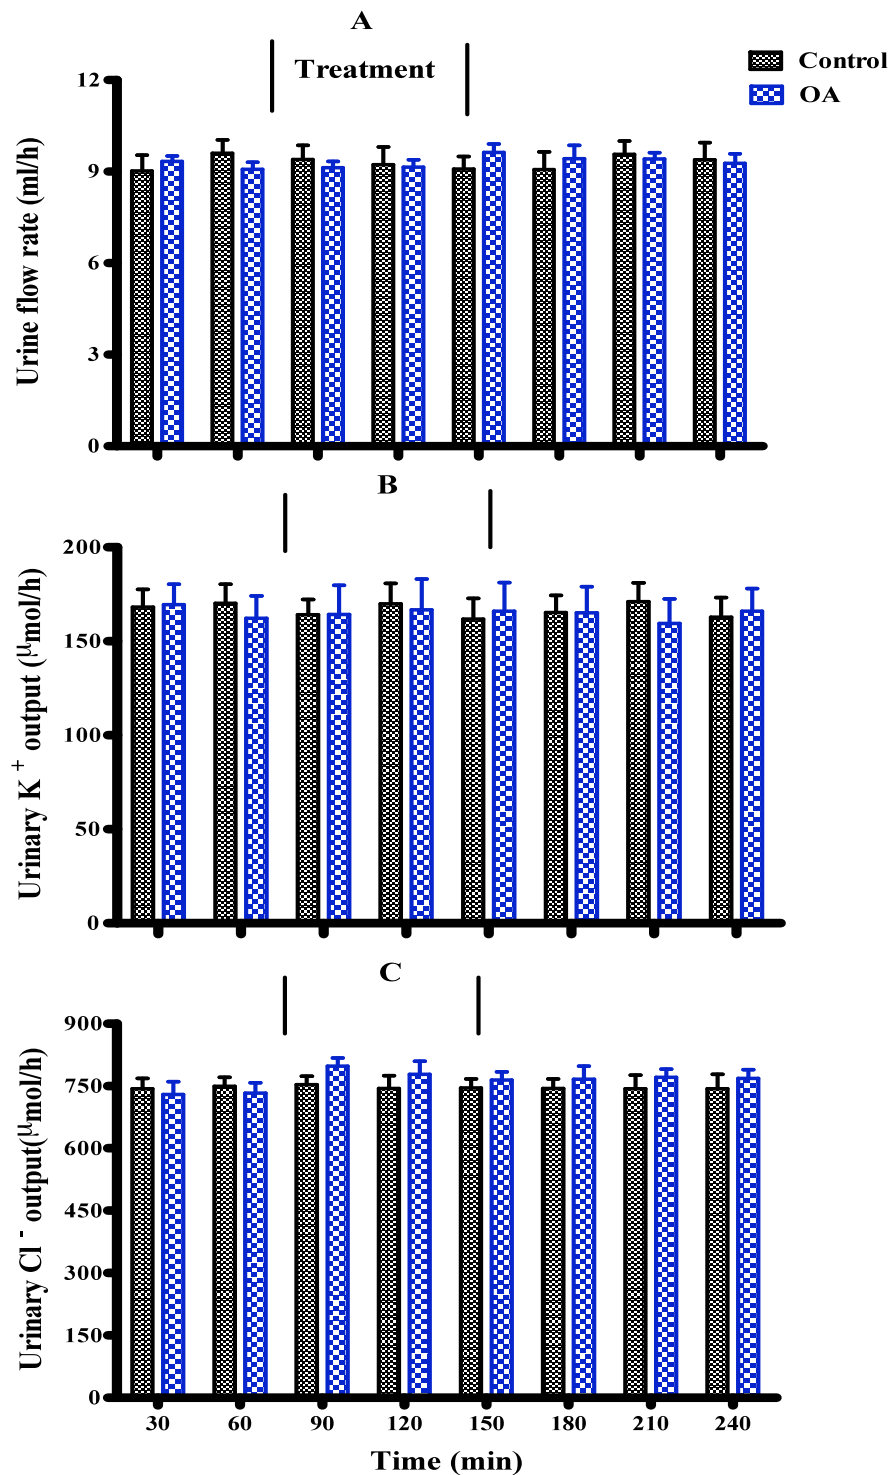 A
Treatment
Control
OA
Urine flow rate (ml/h)
12
9
6
3
0
B
Urinary K + output (μmol/h)
200
150
100
50
0
C
Urinary Cl - output(μmol/h)
900
750
600
450
300
150
0
30 60 90 120 150 180 210 240
Time (min)